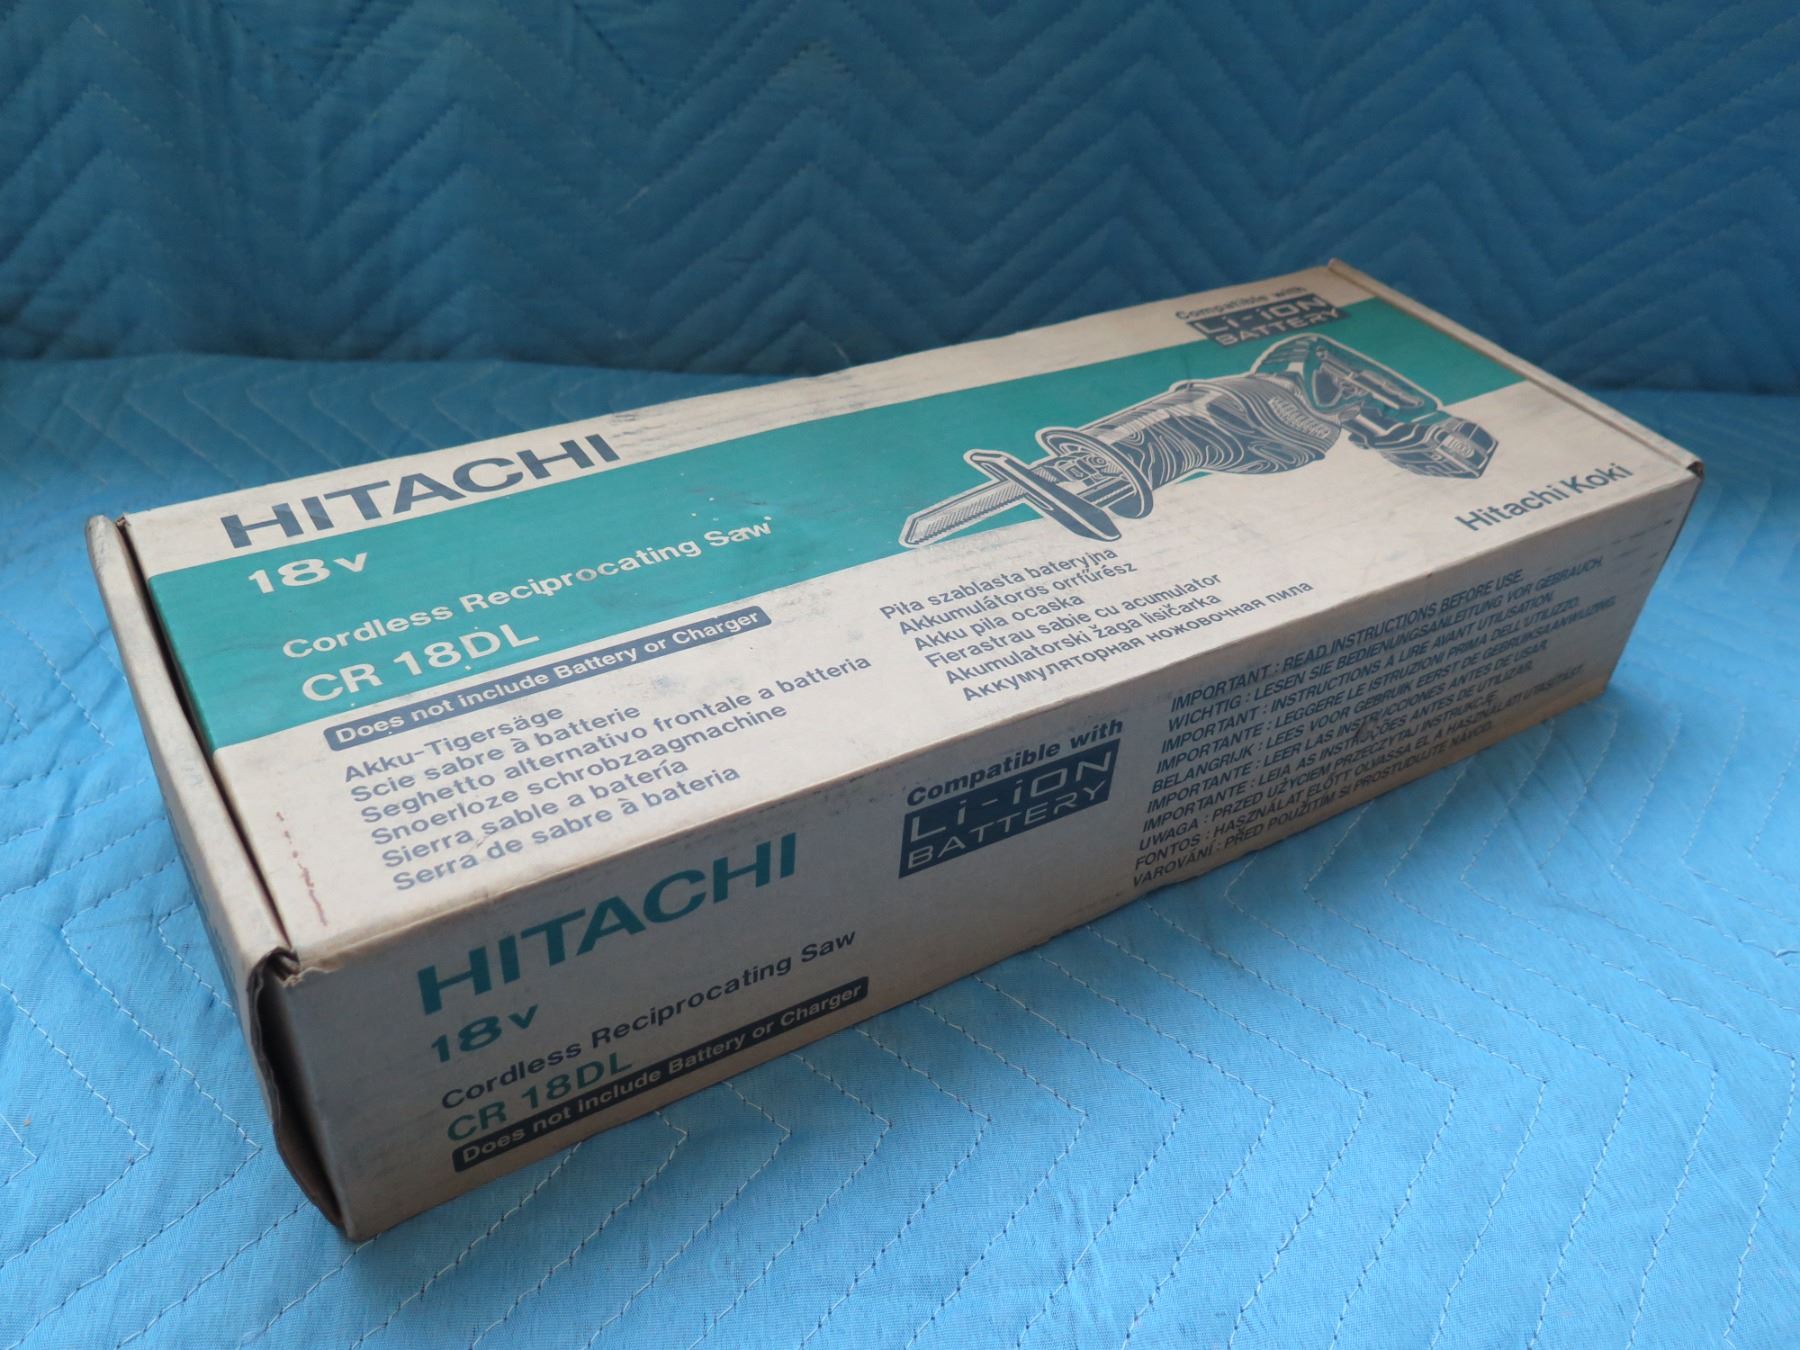 HITACHI
18v
Cordless Reciprocating Saw
CR 18DL
Does not include Battery or Charger
Akku-Tigersäge
Scie sabre à batterie
Seghetto alternativo frontale a batteria
Snoerloze schrobzaagmachine
Sierra sable a batería
Serra de sabre à bateria
Piła szablasta bateryjna
Akkumulátoros orrfűrész
Akku pila ocaska
Fierastrau sabie cu acumulator
Akumulatorski žaga lisičarka
Аккумуляторная ножовочная пила
Compatible with
Li-iON
BATTERY
Hitachi Koki
HITACHI
18v
Cordless Reciprocating Saw
CR 18DL
Does not include Battery or Charger
Compatible with
Li-iON
BATTERY
IMPORTANT : READ INSTRUCTIONS BEFORE USE.
WICHTIG : LESEN SIE BEDIENUNGSANLEITUNG VOR GEBRAUCH.
IMPORTANT : INSTRUCTIONS A LIRE AVANT UTILISATION.
IMPORTANTE : LEGGERE LE ISTRUZIONI PRIMA DELL'UTILIZZO.
BELANGRIJK : LEES VOOR GEBRUIK EERST DE GEBRUIKSAANWIJZING.
IMPORTANTE : LEER LAS INSTRUCCIONES ANTES DE USAR.
IMPORTANTE : LEIA AS INSTRUÇÕES ANTES DE UTILIZAR.
UWAGA : PRZED UŻYCIEM PRZECZYTAJ INSTRUKCJĘ.
FONTOS : HASZNÁLAT ELŐTT OLVASSA EL A HASZNÁLATI UTASÍTÁST.
VAROVÁNÍ : PŘED POUŽITÍM SI PROSTUDUJTE NÁVOD.